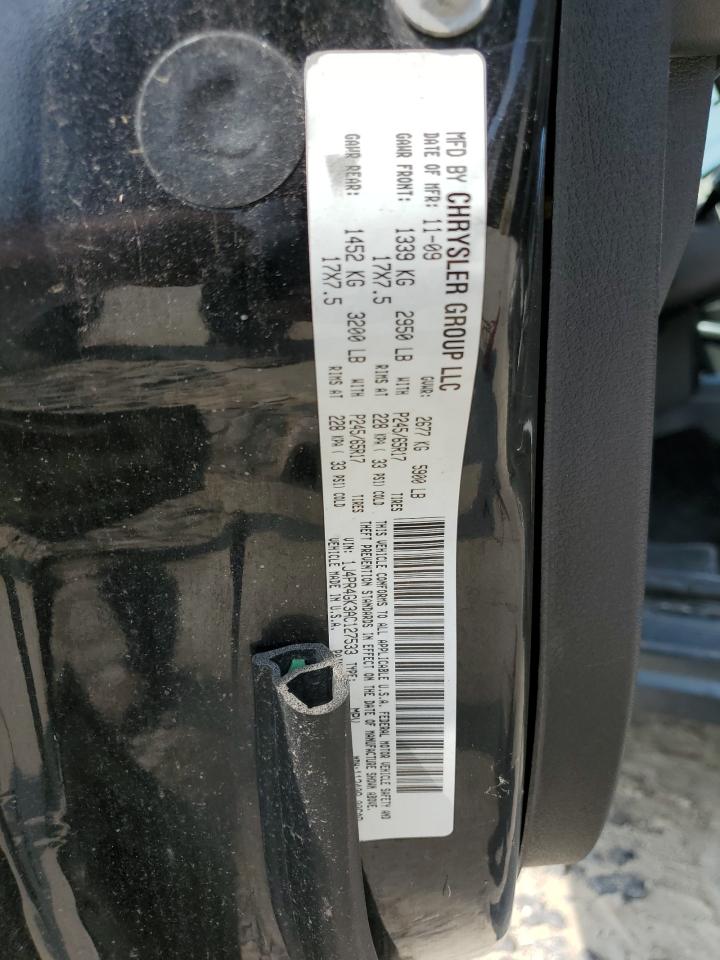 MFD BY CHRYSLER GROUP LLC
DATE OF MFR: 11-09 GVWR: 2677 KG 5900 LB
GAWR FRONT: 1339 KG 2950 LB WITH P245/65R17 TIRES
17X7.5 RIMS AT 228 KPA ( 33 PSI) COLD
GAWR REAR: 1452 KG 3200 LB WITH P245/65R17 TIRES
17X7.5 RIMS AT 228 KPA ( 33 PSI) COLD
THIS VEHICLE CONFORMS TO ALL APPLICABLE U.S.A. FEDERAL MOTOR VEHICLE SAFETY AND
THEFT PREVENTION STANDARDS IN EFFECT ON THE DATE OF MANUFACTURE SHOWN ABOVE.
VIN: 1J4PR4GK3AC127533 TYPE: MPV
VEHICLE MADE IN U.S.A.